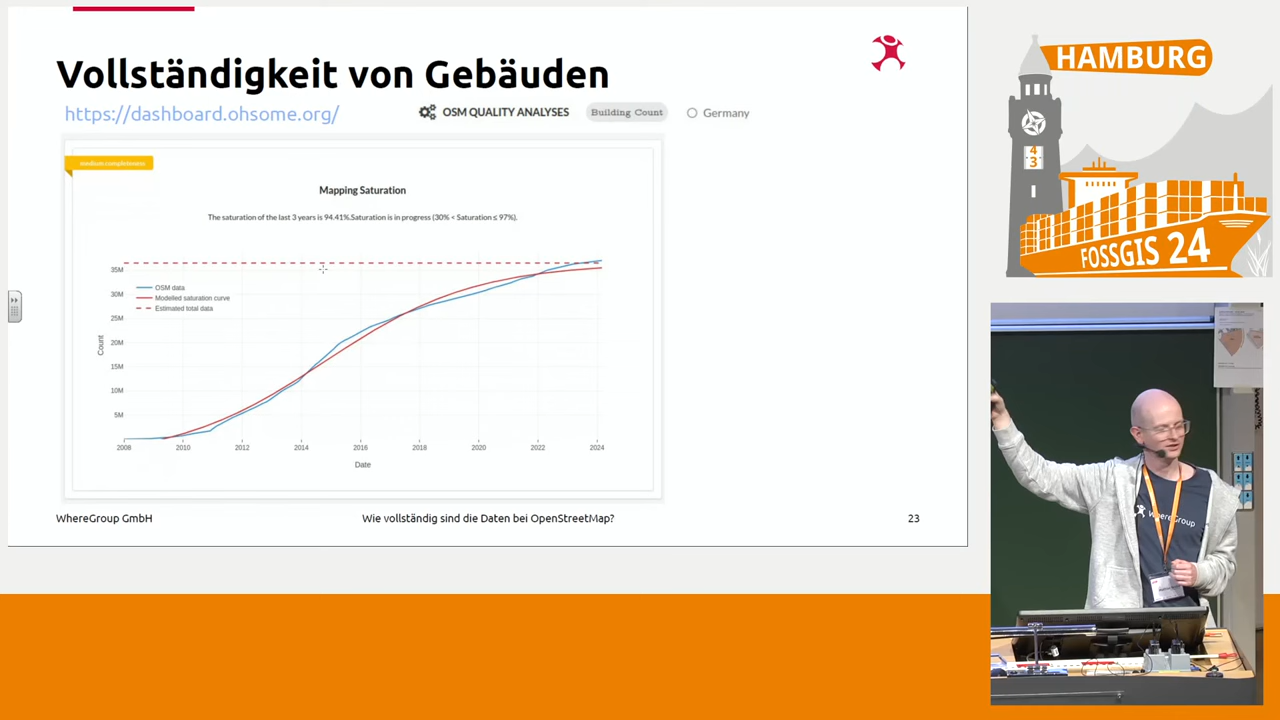 Vollständigkeit von Gebäuden
https://dashboard.ohsome.org/
OSM QUALITY ANALYSES
Building Count
Germany
medium completeness
Mapping Saturation
The saturation of the last 3 years is 94.41%.Saturation is in progress (30% < Saturation ≤ 97%).
35M
30M
25M
20M
15M
10M
5M
Count
OSM data
Modelled saturation curve
Estimated total data
2008
2010
2012
2014
2016
2018
2020
2022
2024
Date
WhereGroup GmbH
Wie vollständig sind die Daten bei OpenStreetMap?
23
HAMBURG
4
3
FOSSGIS 24
WhereGroup